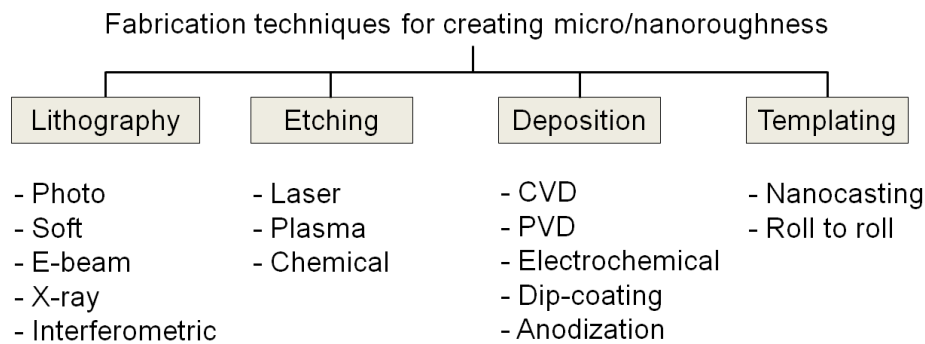 Fabrication techniques for creating micro/nanoroughness
Lithography
- Photo
- Soft
- E-beam
- X-ray
- Interferometric
Etching
- Laser
- Plasma
- Chemical
Deposition
- CVD
- PVD
- Electrochemical
- Dip-coating
- Anodization
Templating
- Nanocasting
- Roll to roll